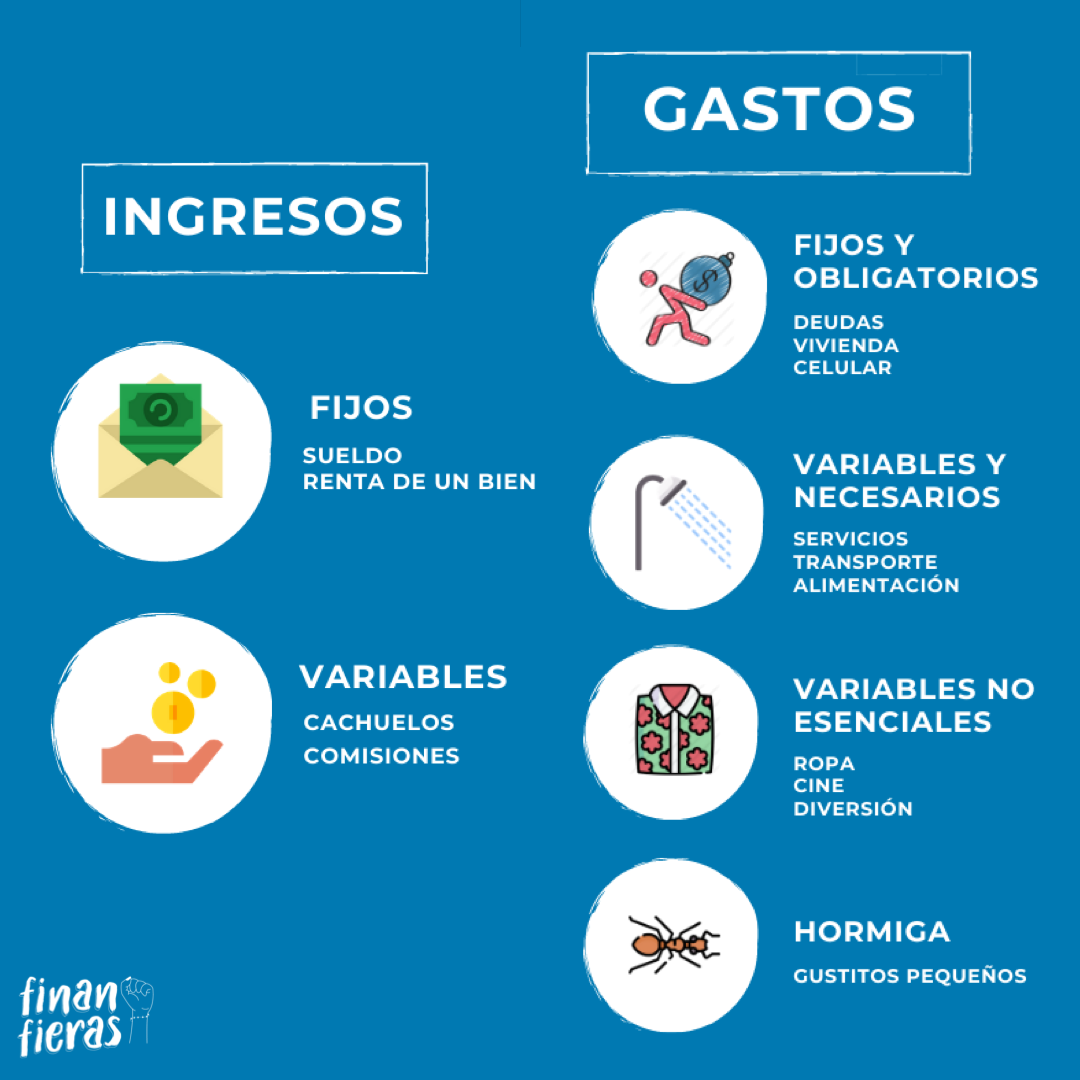 INGRESOS
FIJOS
SUELDO
RENTA DE UN BIEN
VARIABLES
CACHUELOS
COMISIONES
GASTOS
FIJOS Y
OBLIGATORIOS
DEUDAS
VIVIENDA
CELULAR
VARIABLES Y
NECESARIOS
SERVICIOS
TRANSPORTE
ALIMENTACIÓN
VARIABLES NO
ESENCIALES
ROPA
CINE
DIVERSIÓN
HORMIGA
GUSTITOS PEQUEÑOS
finan
fieras